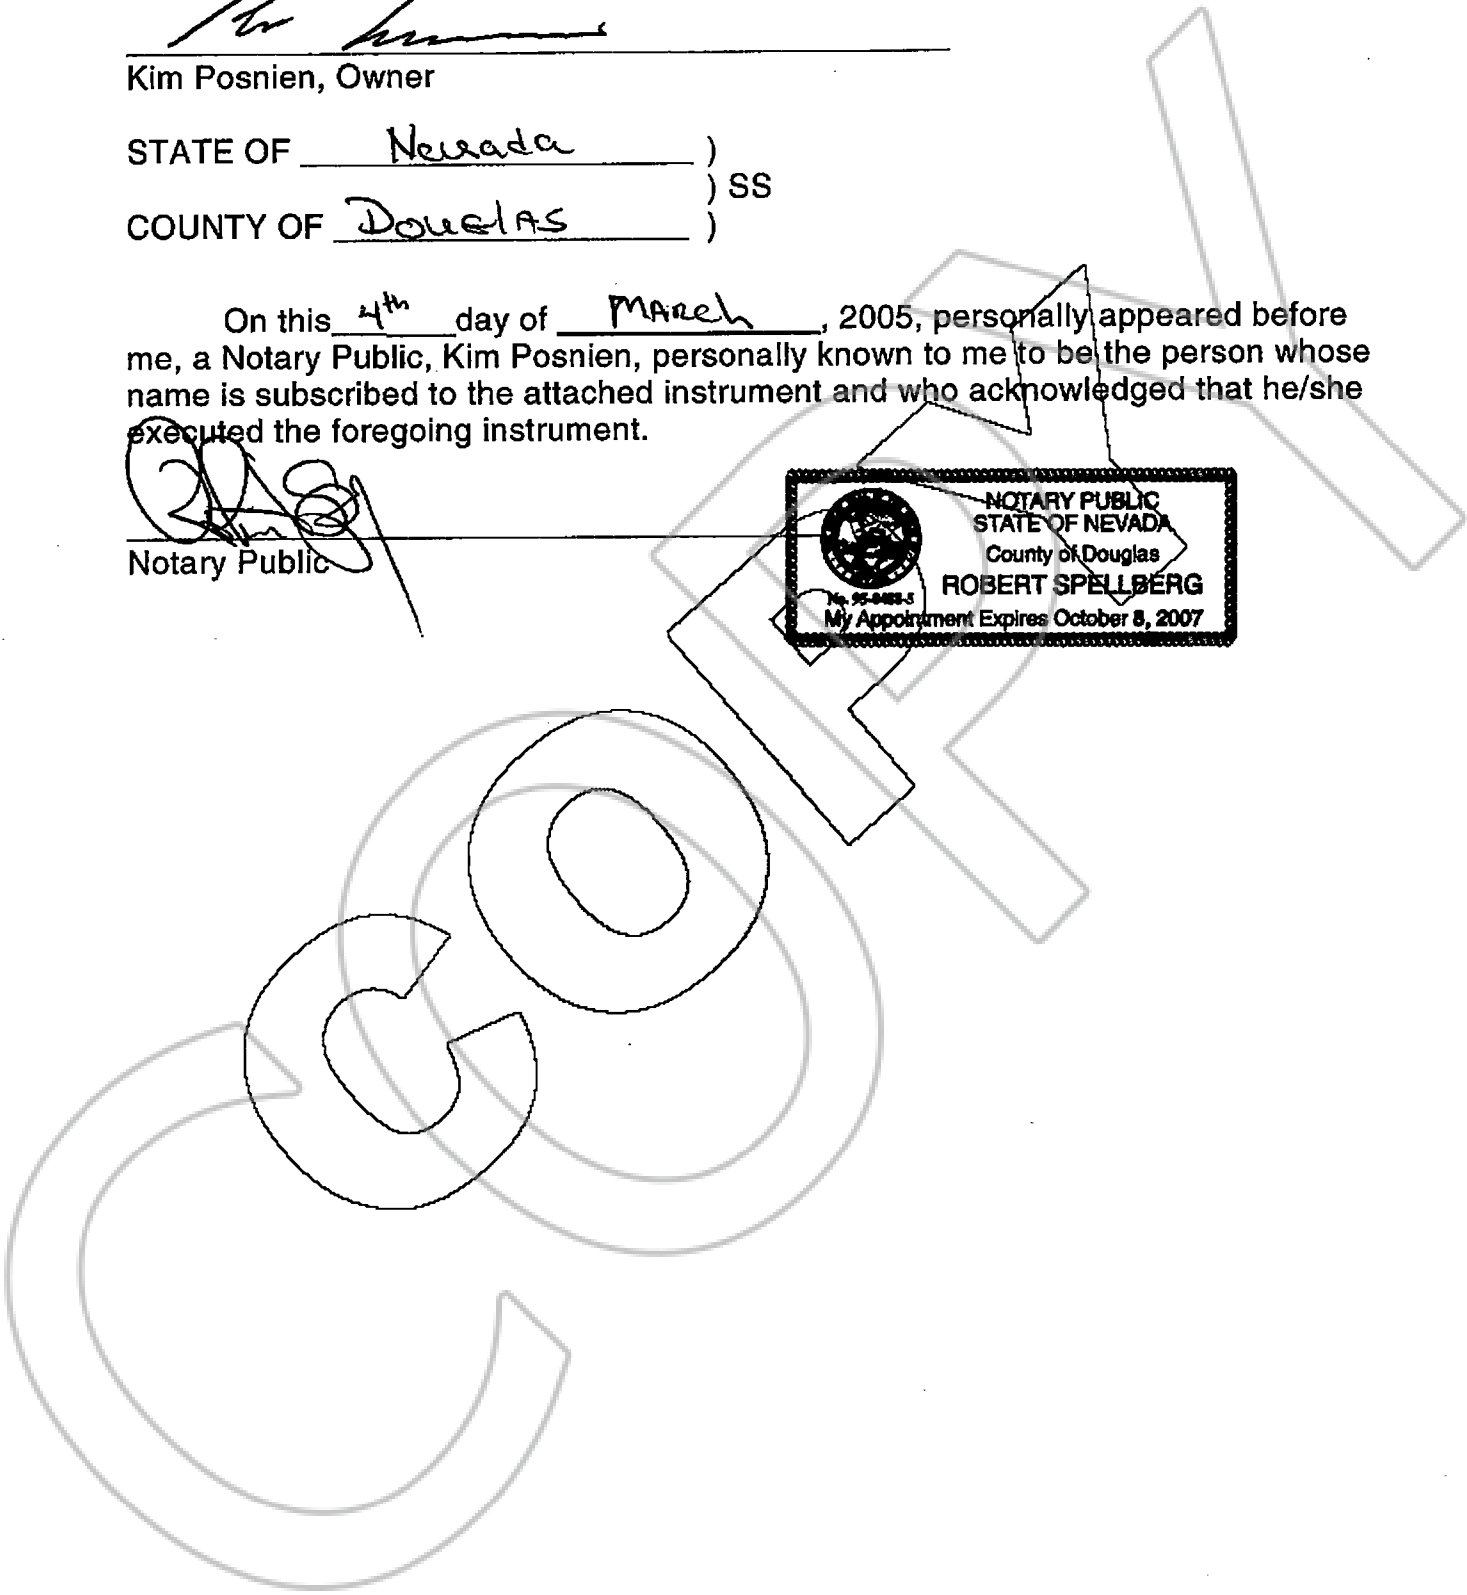 Kim Posnien, Owner
STATE OF Nevada )
) SS
COUNTY OF Douglas )
On this 4th day of March, 2005, personally appeared before
me, a Notary Public, Kim Posnien, personally known to me to be the person whose
name is subscribed to the attached instrument and who acknowledged that he/she
executed the foregoing instrument.
Notary Public
NOTARY PUBLIC
STATE OF NEVADA
County of Douglas
ROBERT SPELLBERG
My Appointment Expires October 8, 2007
COPY
COPY